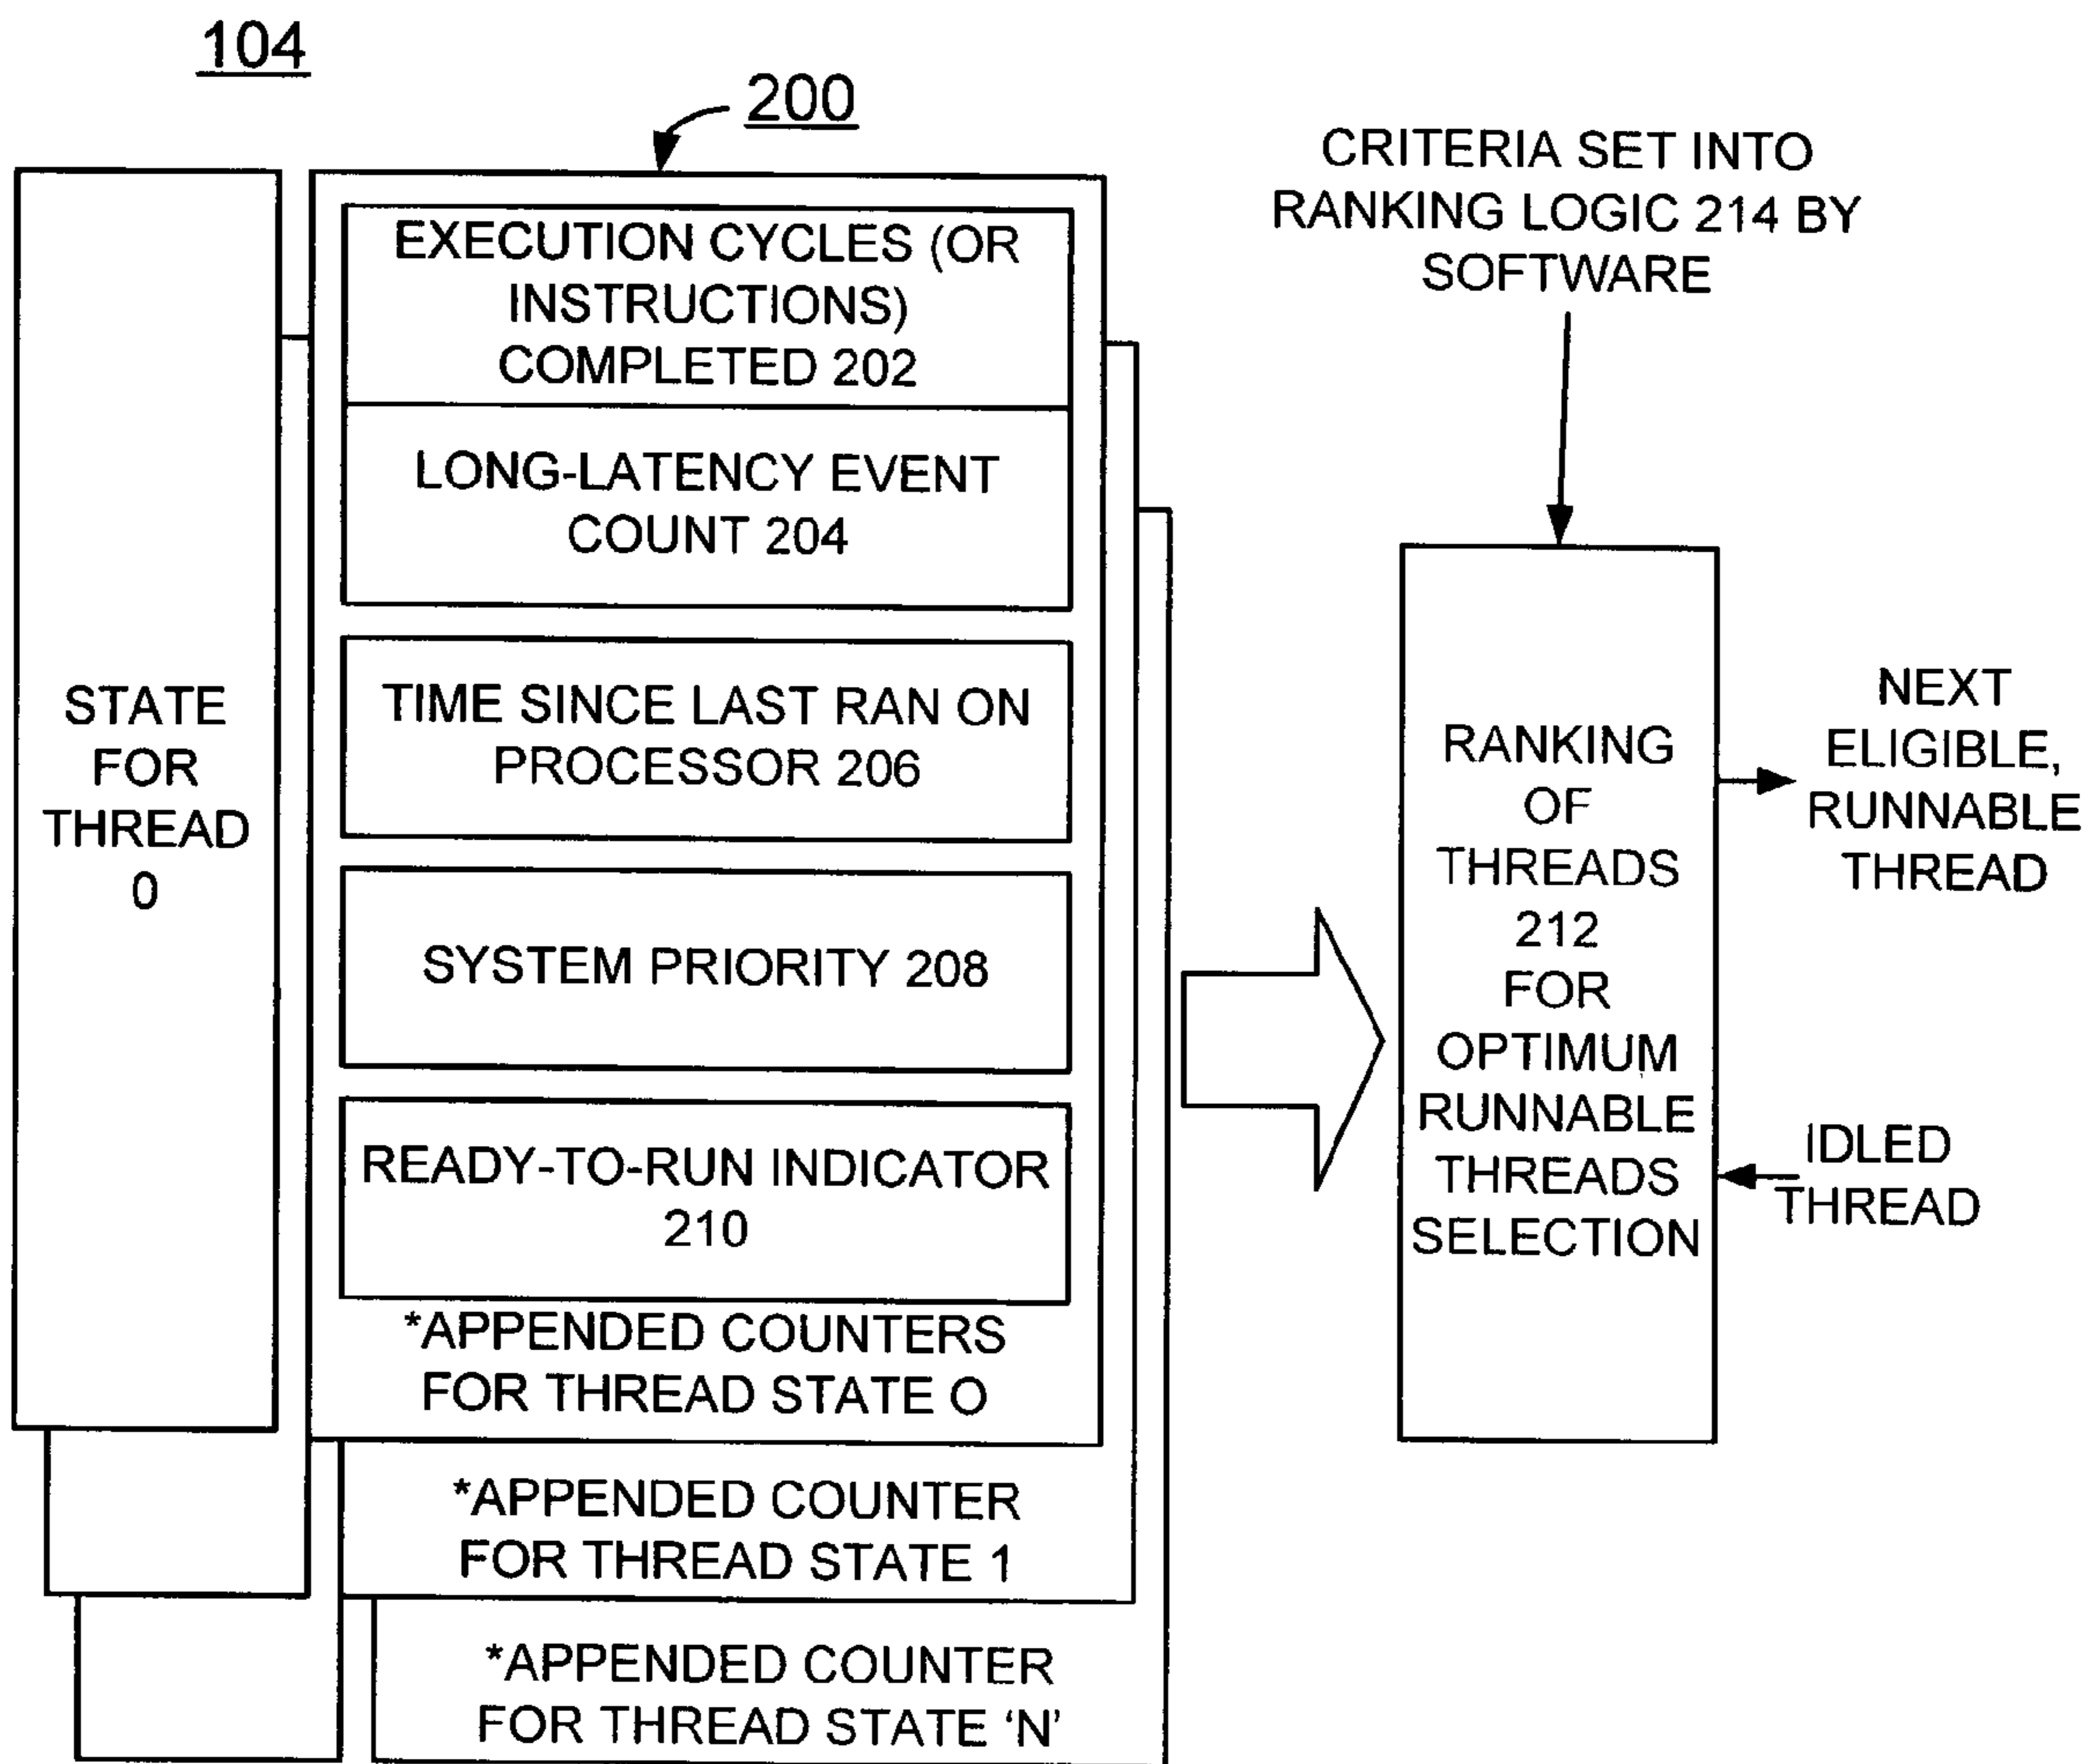 104
200
EXECUTION CYCLES (OR
INSTRUCTIONS)
COMPLETED 202
LONG-LATENCY EVENT
COUNT 204
TIME SINCE LAST RAN ON
PROCESSOR 206
SYSTEM PRIORITY 208
READY-TO-RUN INDICATOR
210
*APPENDED COUNTERS
FOR THREAD STATE O
*APPENDED COUNTER
FOR THREAD STATE 1
*APPENDED COUNTER
FOR THREAD STATE 'N'
STATE
FOR
THREAD
0
CRITERIA SET INTO
RANKING LOGIC 214 BY
SOFTWARE
RANKING
OF
THREADS
212
FOR
OPTIMUM
RUNNABLE
THREADS
SELECTION
NEXT
ELIGIBLE,
RUNNABLE
THREAD
IDLED
THREAD